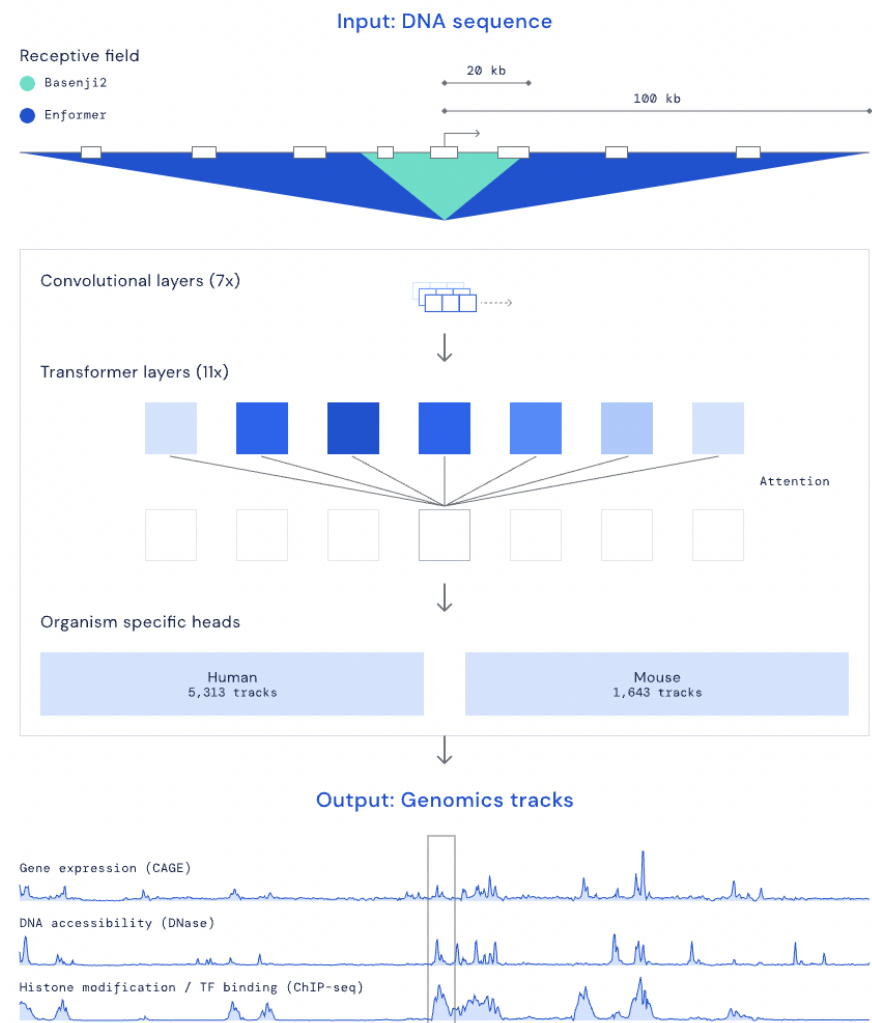 Input: DNA sequence
Receptive field
Basenji2
Enformer
20 kb
100 kb
Convolutional layers (7x)
Transformer layers (11x)
Attention
Organism specific heads
Human
5,313 tracks
Mouse
1,643 tracks
Output: Genomics tracks
Gene expression (CAGE)
DNA accessibility (DNase)
Histone modification / TF binding (ChIP-seq)